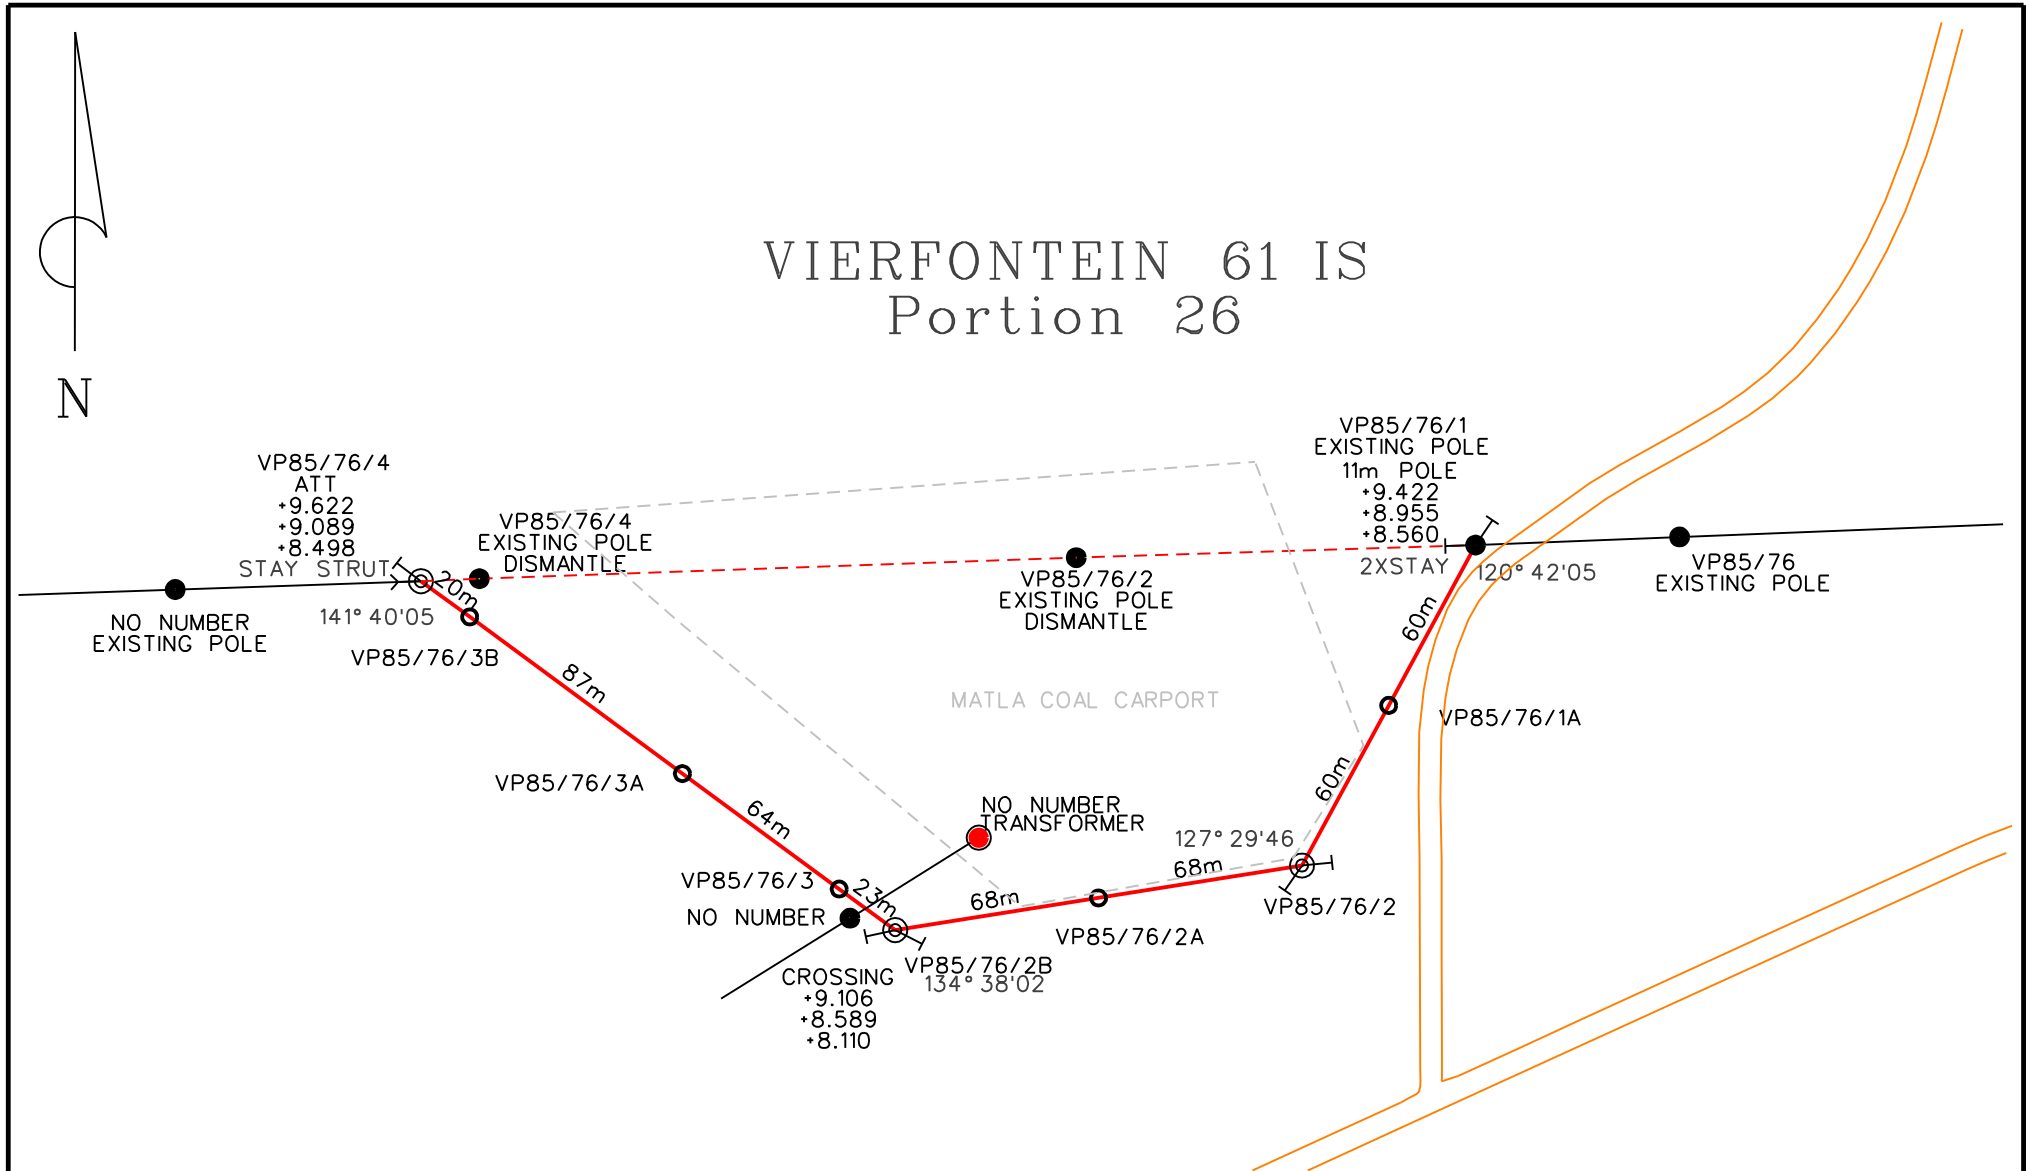 VIERFONTEIN 61 IS
Portion 26
N
VP85/76/4
ATT
+9.622
+9.089
+8.498
STAY STRUT
141°40'05
NO NUMBER
EXISTING POLE
VP85/76/4
EXISTING POLE
DISMANTLE
20m
VP85/76/3B
87m
VP85/76/3A
64m
VP85/76/3
23m
NO NUMBER
CROSSING
+9.106
+8.589
+8.110
VP85/76/2B
134°38'02
NO NUMBER
TRANSFORMER
MATLA COAL CARPORT
VP85/76/2
EXISTING POLE
DISMANTLE
68m
VP85/76/2A
68m
127°29'46
VP85/76/2
60m
VP85/76/1A
60m
VP85/76/1
EXISTING POLE
11m POLE
+9.422
+8.955
+8.560
2XSTAY
120°42'05
VP85/76
EXISTING POLE